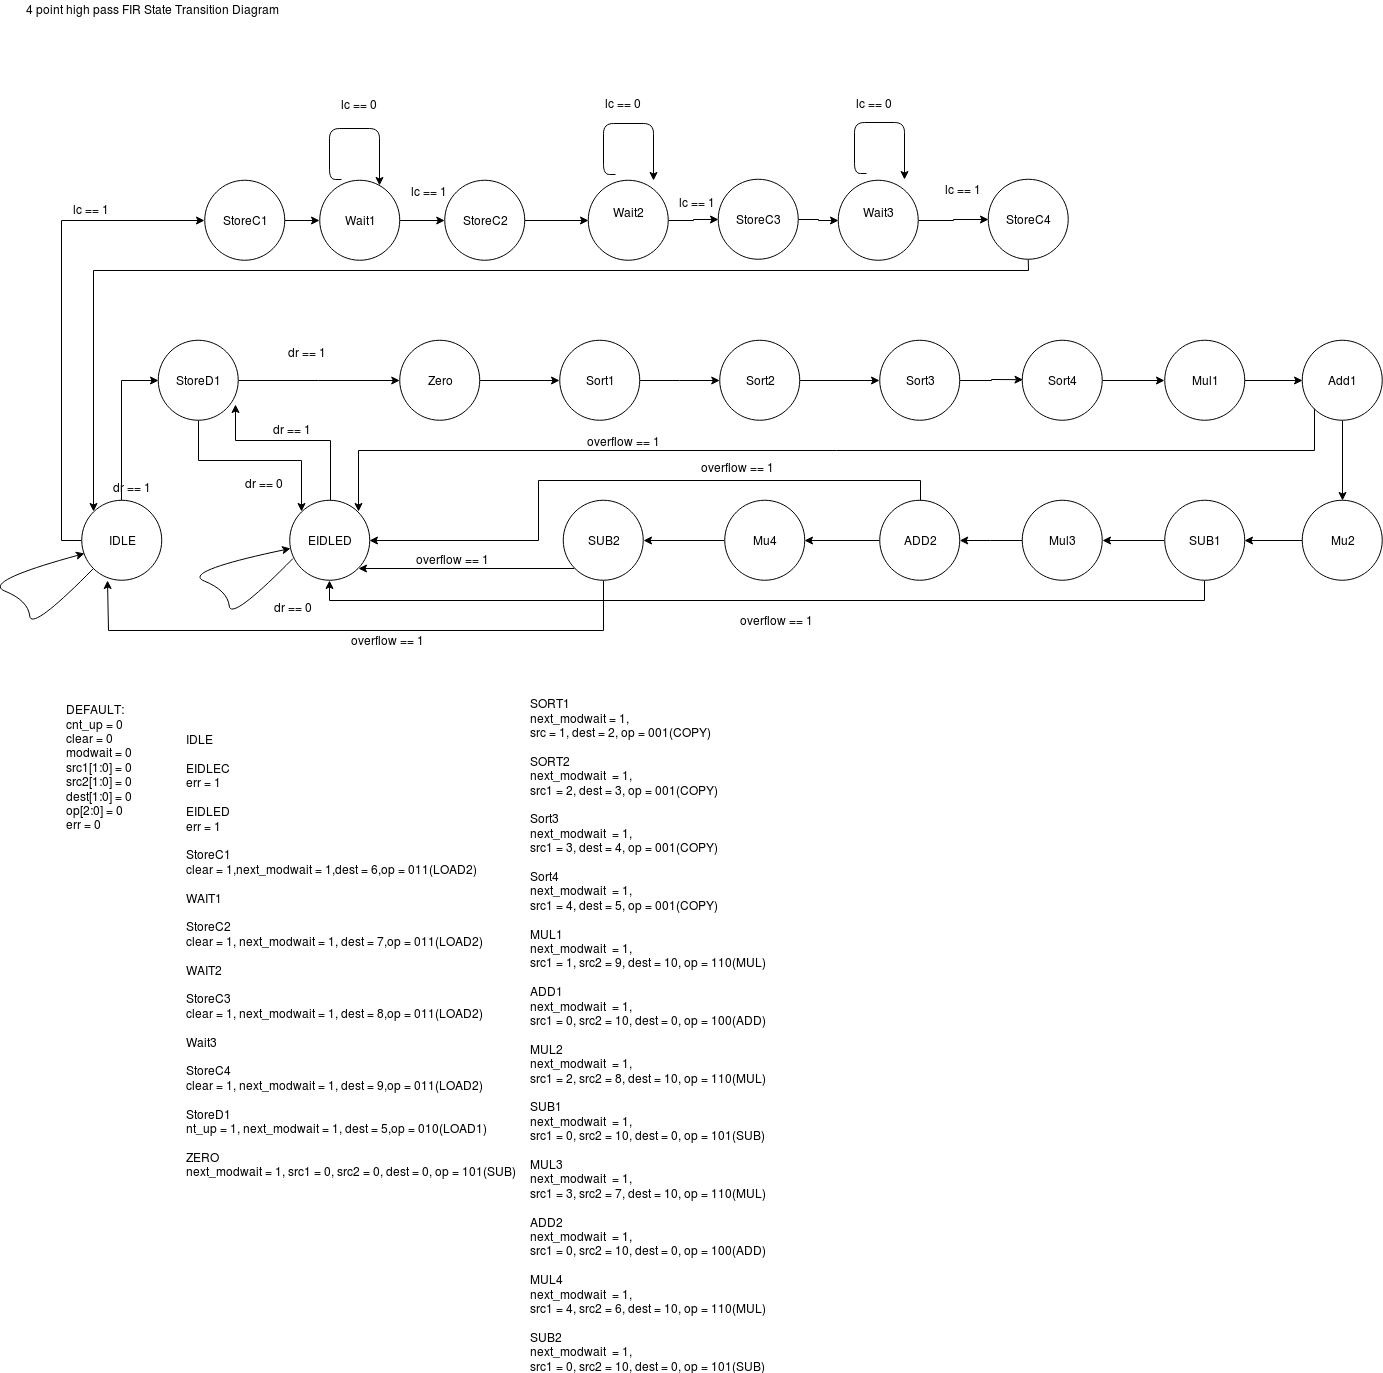 4 point high pass FIR State Transition Diagram
lc == 0
lc == 0
lc == 0
lc == 1
lc == 1
lc == 1
lc == 1
StoreC1
Wait1
StoreC2
Wait2
StoreC3
Wait3
StoreC4
dr == 1
StoreD1
Zero
Sort1
Sort2
Sort3
Sort4
Mul1
Add1
dr == 1
overflow == 1
overflow == 1
dr == 0
dr == 1
IDLE
EIDLED
SUB2
Mu4
ADD2
Mul3
SUB1
Mu2
overflow == 1
dr == 0
overflow == 1
overflow == 1
DEFAULT:
cnt_up = 0
clear = 0
modwait = 0
src1[1:0] = 0
src2[1:0] = 0
dest[1:0] = 0
op[2:0] = 0
err = 0
IDLE
EIDLEC
err = 1
EIDLED
err = 1
StoreC1
clear = 1,next_modwait = 1,dest = 6,op = 011(LOAD2)
WAIT1
StoreC2
clear = 1, next_modwait = 1, dest = 7,op = 011(LOAD2)
WAIT2
StoreC3
clear = 1, next_modwait = 1, dest = 8,op = 011(LOAD2)
Wait3
StoreC4
clear = 1, next_modwait = 1, dest = 9,op = 011(LOAD2)
StoreD1
nt_up = 1, next_modwait = 1, dest = 5,op = 010(LOAD1)
ZERO
next_modwait = 1, src1 = 0, src2 = 0, dest = 0, op = 101(SUB)
SORT1
next_modwait = 1,
src = 1, dest = 2, op = 001(COPY)
SORT2
next_modwait = 1,
src1 = 2, dest = 3, op = 001(COPY)
Sort3
next_modwait = 1,
src1 = 3, dest = 4, op = 001(COPY)
Sort4
next_modwait = 1,
src1 = 4, dest = 5, op = 001(COPY)
MUL1
next_modwait = 1,
src1 = 1, src2 = 9, dest = 10, op = 110(MUL)
ADD1
next_modwait = 1,
src1 = 0, src2 = 10, dest = 0, op = 100(ADD)
MUL2
next_modwait = 1,
src1 = 2, src2 = 8, dest = 10, op = 110(MUL)
SUB1
next_modwait = 1,
src1 = 0, src2 = 10, dest = 0, op = 101(SUB)
MUL3
next_modwait = 1,
src1 = 3, src2 = 7, dest = 10, op = 110(MUL)
ADD2
next_modwait = 1,
src1 = 0, src2 = 10, dest = 0, op = 100(ADD)
MUL4
next_modwait = 1,
src1 = 4, src2 = 6, dest = 10, op = 110(MUL)
SUB2
next_modwait = 1,
src1 = 0, src2 = 10, dest = 0, op = 101(SUB)